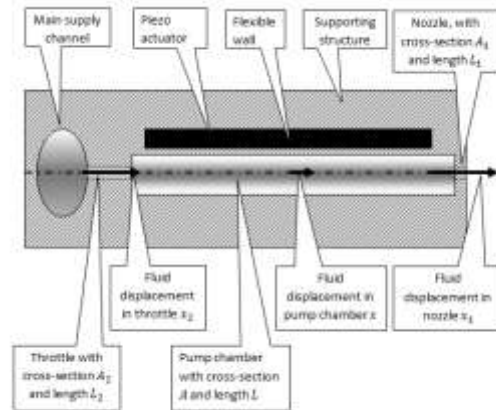 Main supply
channel
Piezo
actuator
Flexible
wall
Supporting
structure
Nozzle, with
cross-section A₁
and length L₁
Fluid
displacement
in throttle x₂
Fluid
displacement in
pump chamber x
Fluid
displacement in
nozzle x₁
Throttle with
cross-section A₂
and length L₂
Pump chamber
with cross-section
A and length L